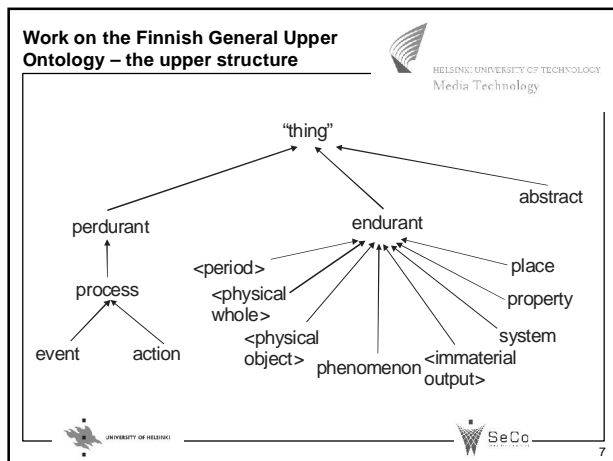 Work on the Finnish General Upper
Ontology – the upper structure
HELSINKI UNIVERSITY OF TECHNOLOGY
Media Technology
“thing”
abstract
perdurant
endurant
<period>
place
process
<physical
whole>
property
<physical
object>
system
event
action
phenomenon
<immaterial
output>
UNIVERSITY OF HELSINKI
SeCo
7